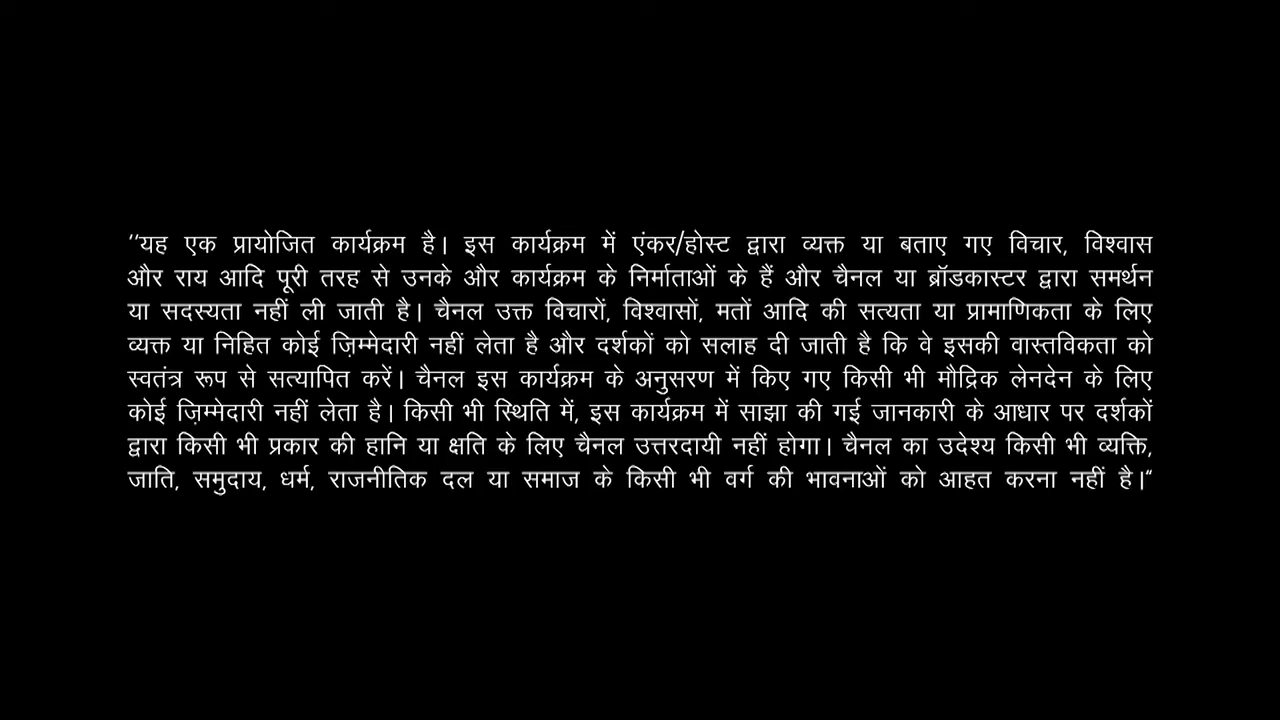 ‘‘यह एक प्रायोजित कार्यक्रम है। इस कार्यक्रम में एंकर/होस्ट द्वारा व्यक्त या बताए गए विचार, विश्वास
और राय आदि पूरी तरह से उनके और कार्यक्रम के निर्माताओं के हैं और चैनल या ब्रॉडकास्टर द्वारा समर्थन
या सदस्यता नहीं ली जाती है। चैनल उक्त विचारों, विश्वासों, मतों आदि की सत्यता या प्रामाणिकता के लिए
व्यक्त या निहित कोई ज़िम्मेदारी नहीं लेता है और दर्शकों को सलाह दी जाती है कि वे इसकी वास्तविकता को
स्वतंत्र रूप से सत्यापित करें। चैनल इस कार्यक्रम के अनुसरण में किए गए किसी भी मौद्रिक लेनदेन के लिए
कोई ज़िम्मेदारी नहीं लेता है। किसी भी स्थिति में, इस कार्यक्रम में साझा की गई जानकारी के आधार पर दर्शकों
द्वारा किसी भी प्रकार की हानि या क्षति के लिए चैनल उत्तरदायी नहीं होगा। चैनल का उदेश्य किसी भी व्यक्ति,
जाति, समुदाय, धर्म, राजनीतिक दल या समाज के किसी भी वर्ग की भावनाओं को आहत करना नहीं है।“